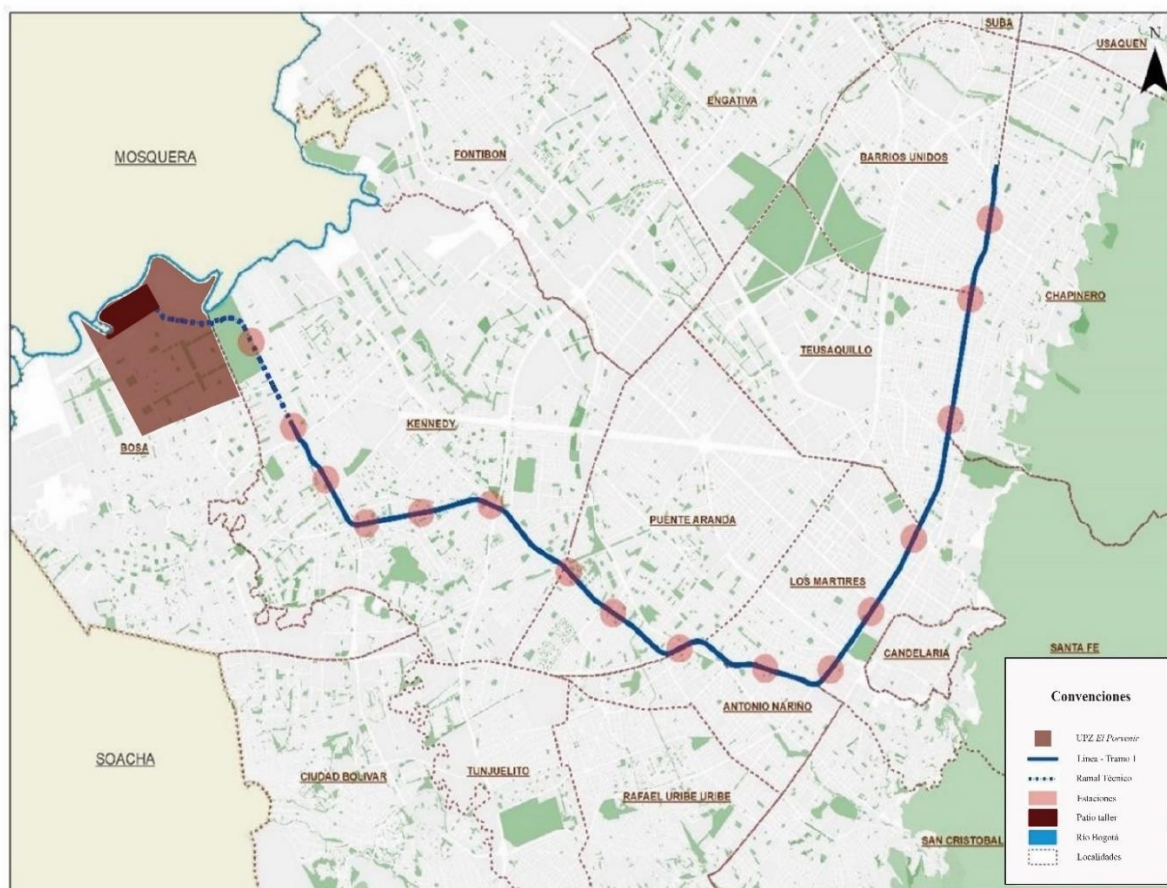 SUBA
USAQUEN
N
ENGATIVA
MOSQUERA
FONTIBON
BARRIOS UNIDOS
CHAPINERO
TEUSAQUILLO
KENNEDY
BOSA
PUENTE ARANDA
LOS MARTIRES
CANDELARIA
SANTA FE
ANTONIO NARIÑO
SOACHA
CIUDAD BOLIVAR
TUNJUELITO
RAFAEL URIBE URIBE
SAN CRISTOBAL
Convenciones
UPZ El Porvenir
Línea - Tramo 1
Ramal Técnico
Estaciones
Patio taller
Río Bogotá
Localidades